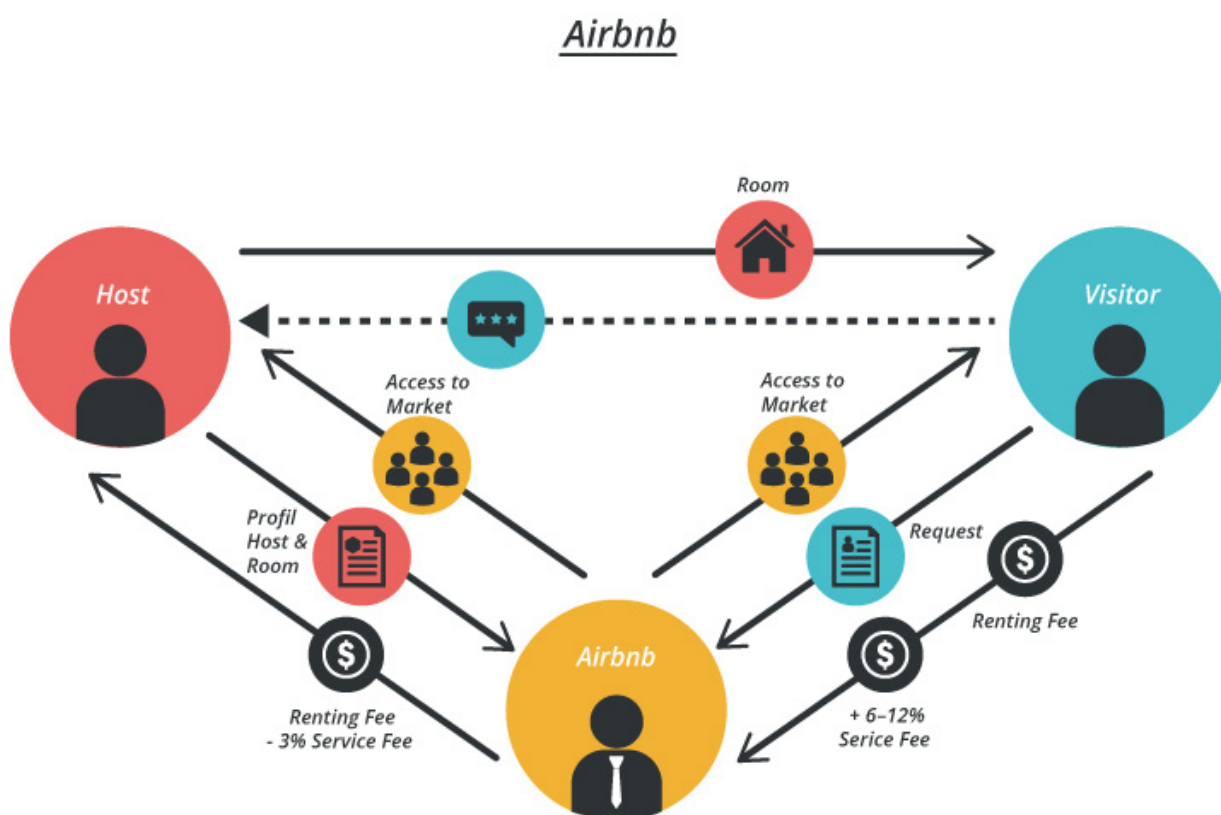 Airbnb
Room
Host
Visitor
Access to
Market
Access to
Market
Profil
Host &
Room
Request
Renting Fee
Airbnb
Renting Fee
- 3% Service Fee
+ 6–12%
Serice Fee